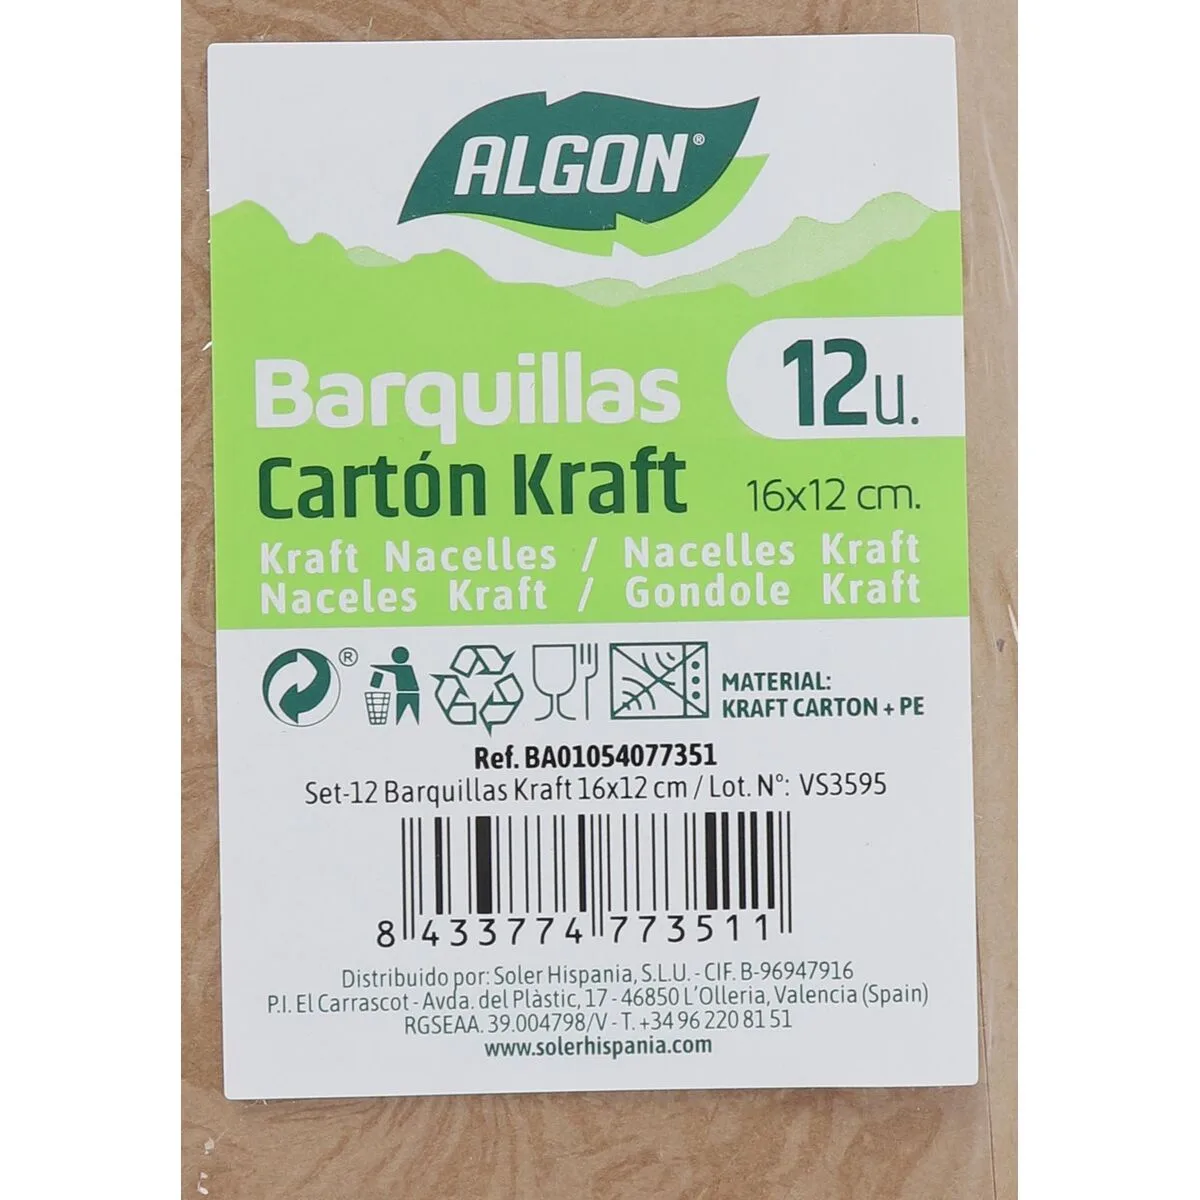 ALGON®
Barquillas
12u.
Cartón Kraft
16x12 cm.
Kraft Nacelles / Nacelles Kraft
Naceles Kraft / Gondole Kraft
®
MATERIAL:
KRAFT CARTON + PE
Ref. BA01054077351
Set-12 Barquillas Kraft 16x12 cm / Lot. Nº: VS3595
8 433774 773511
Distribuido por: Soler Hispania, S.L.U. - CIF. B-96947916
P.I. El Carrascot - Avda. del Plàstic, 17 - 46850 L'Olleria, Valencia (Spain)
RGSEAA. 39.004798/V - T. +34 96 220 81 51
www.solerhispania.com